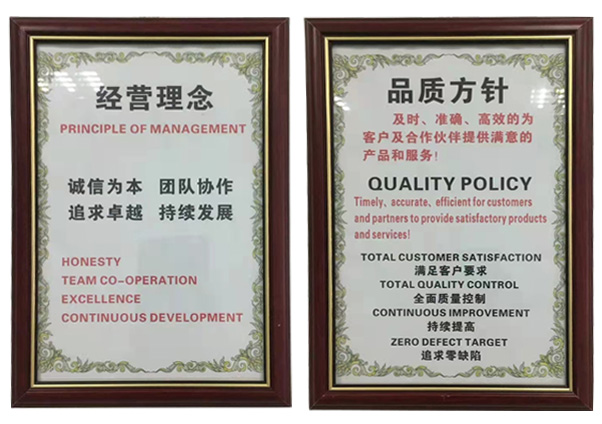 经营理念
PRINCIPLE OF MANAGEMENT
诚信为本 团队协作
追求卓越 持续发展
HONESTY
TEAM CO-OPERATION
EXCELLENCE
CONTINUOUS DEVELOPMENT
品质方针
及时、准确、高效的为
客户及合作伙伴提供满意的
产品和服务!
QUALITY POLICY
Timely, accurate, efficient for customers
and partners to provide satisfactory products
and services!
TOTAL CUSTOMER SATISFACTION
满足客户要求
TOTAL QUALITY CONTROL
全面质量控制
CONTINUOUS IMPROVEMENT
持续提高
ZERO DEFECT TARGET
追求零缺陷